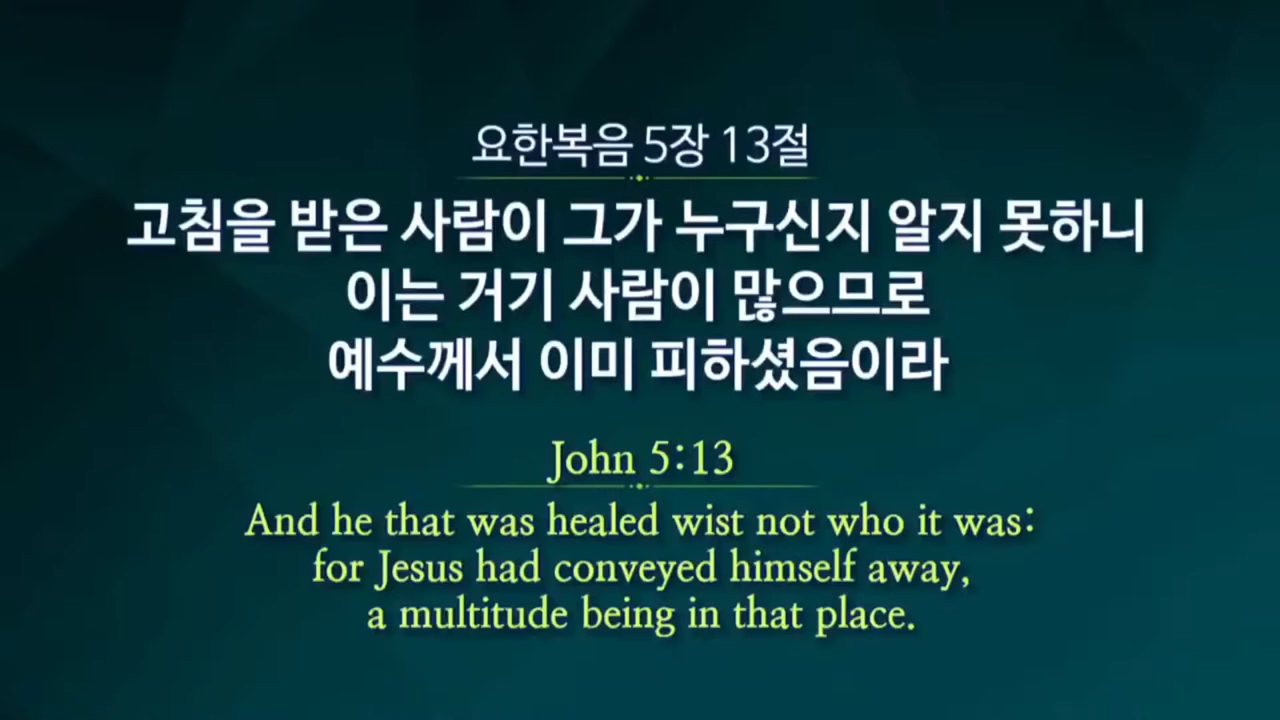 요한복음 5장 13절
고침을 받은 사람이 그가 누구신지 알지 못하니
이는 거기 사람이 많으므로
예수께서 이미 피하셨음이라
John 5:13
And he that was healed wist not who it was:
for Jesus had conveyed himself away,
a multitude being in that place.